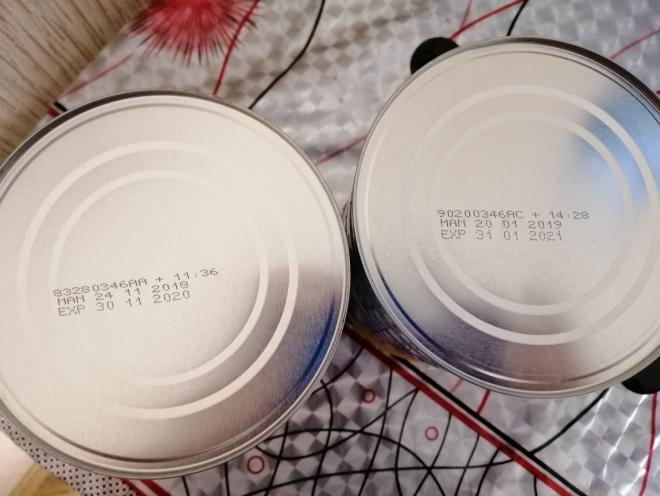 83280346AA + 11:36
MAN 24 11 2018
EXP 30 11 2020
90200346AC + 14:28
MAN 20 01 2019
EXP 31 01 2021